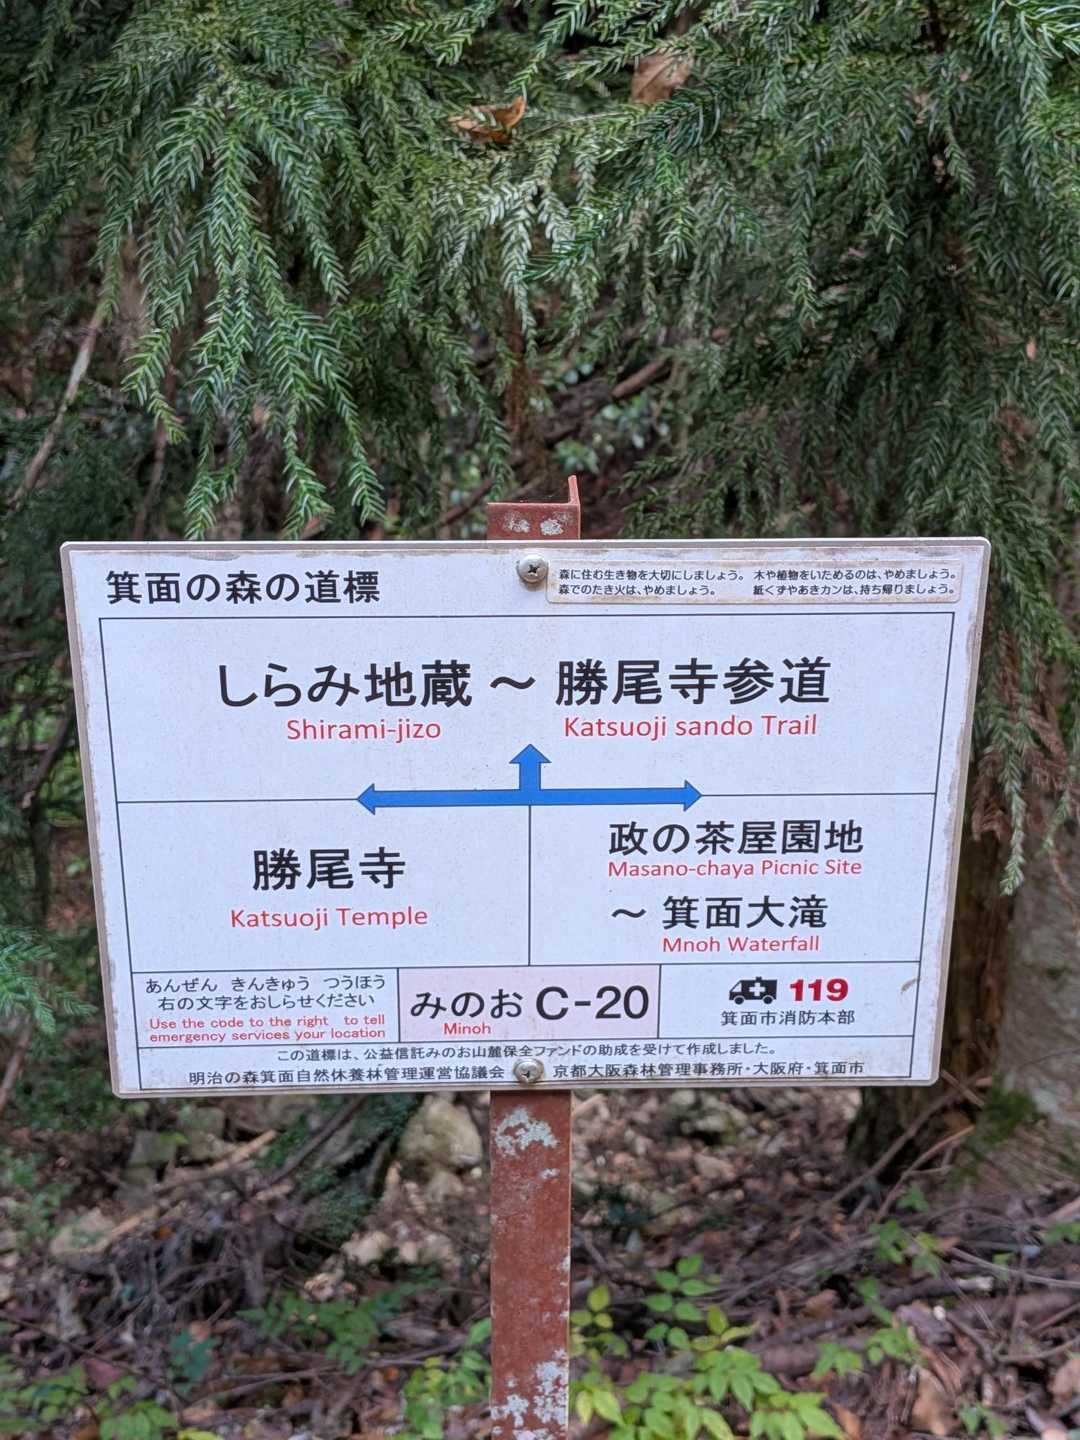 箕面の森の道標
森に住む生き物を大切にしましょう。 木や植物をいためるのは、やめましょう。
森でのたき火は、やめましょう。 紙くずやあきカンは、持ち帰りましょう。
しらみ地蔵 〜 勝尾寺参道
Shirami-jizo Katsuoji sando Trail
勝尾寺
Katsuoji Temple
政の茶屋園地
Masano-chaya Picnic Site
〜 箕面大滝
Mnoh Waterfall
あんぜん きんきゅう つうほう
右の文字をおしらせください
Use the code to the right to tell
emergency services your location
みのお C-20
Minoh
119
箕面市消防本部
この道標は、公益信託みのお山麓保全ファンドの助成を受けて作成しました。
明治の森箕面自然休養林管理運営協議会 京都大阪森林管理事務所・大阪府・箕面市